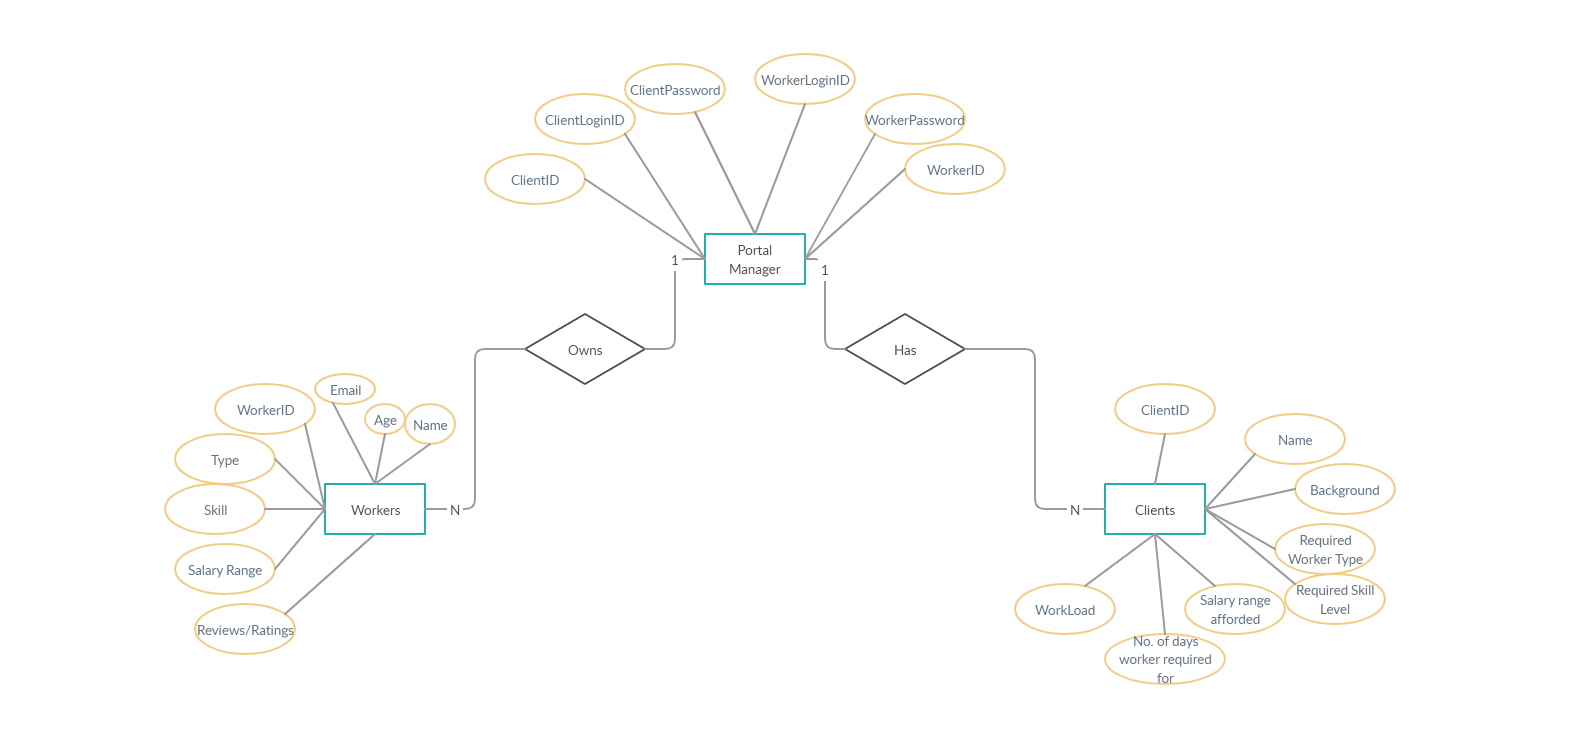 WorkerLoginID
ClientPassword
ClientLoginID
WorkerPassword
ClientID
WorkerID
Portal
Manager
1
1
Owns
Has
Email
WorkerID
Age
Name
Type
Skill
Workers
N
Salary Range
Reviews/Ratings
ClientID
Name
Background
N
Clients
Required
Worker Type
Required Skill
Level
Salary range
afforded
WorkLoad
No. of days
worker required
for